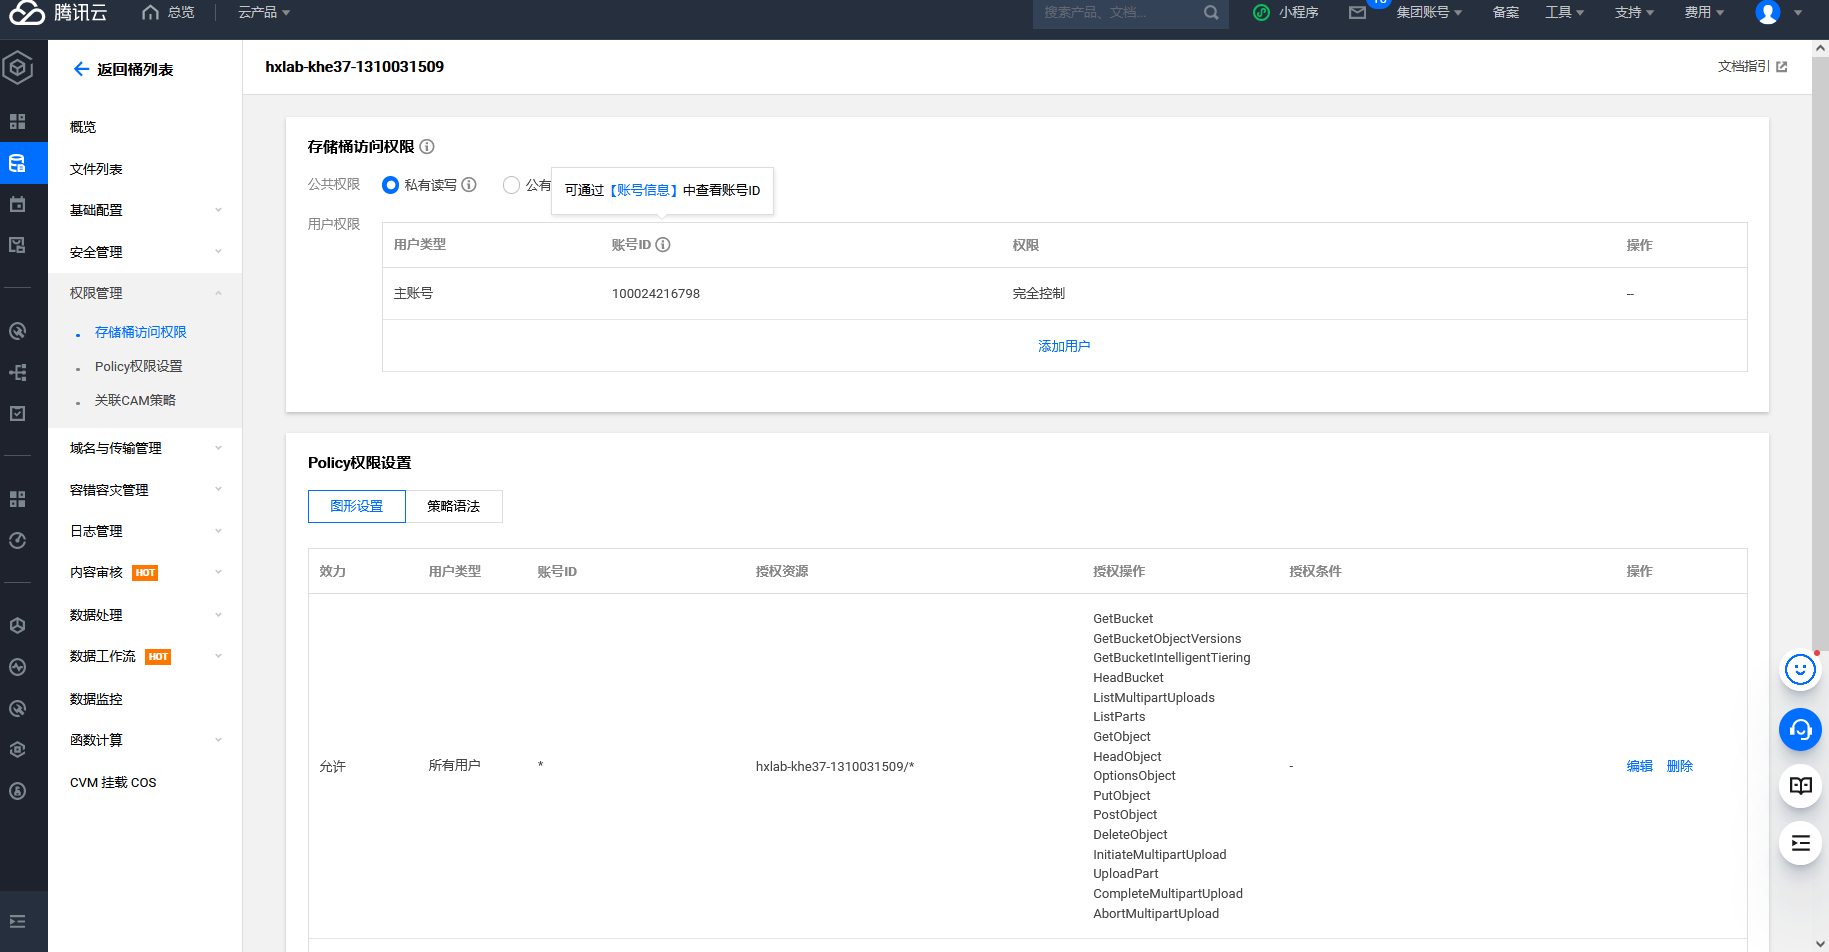 腾讯云
总览
云产品
搜索产品、文档...
小程序
集团账号
备案
工具
支持
费用
返回桶列表
概览
文件列表
基础配置
安全管理
权限管理
存储桶访问权限
Policy权限设置
关联CAM策略
域名与传输管理
容错容灾管理
日志管理
内容审核 HOT
数据处理
数据工作流 HOT
数据监控
函数计算
CVM 挂载 COS
hxlab-khe37-1310031509
文档指引
存储桶访问权限
公共权限
私有读写
公有
可通过【账号信息】中查看账号ID
用户权限
用户类型 账号ID 权限 操作
主账号 100024216798 完全控制 --
添加用户
Policy权限设置
图形设置 策略语法
效力 用户类型 账号ID 授权资源 授权操作 授权条件 操作
允许 所有用户 * hxlab-khe37-1310031509/*
GetBucket
GetBucketObjectVersions
GetBucketIntelligentTiering
HeadBucket
ListMultipartUploads
ListParts
GetObject
HeadObject
OptionsObject
PutObject
PostObject
DeleteObject
InitiateMultipartUpload
UploadPart
CompleteMultipartUpload
AbortMultipartUpload
-
编辑 删除